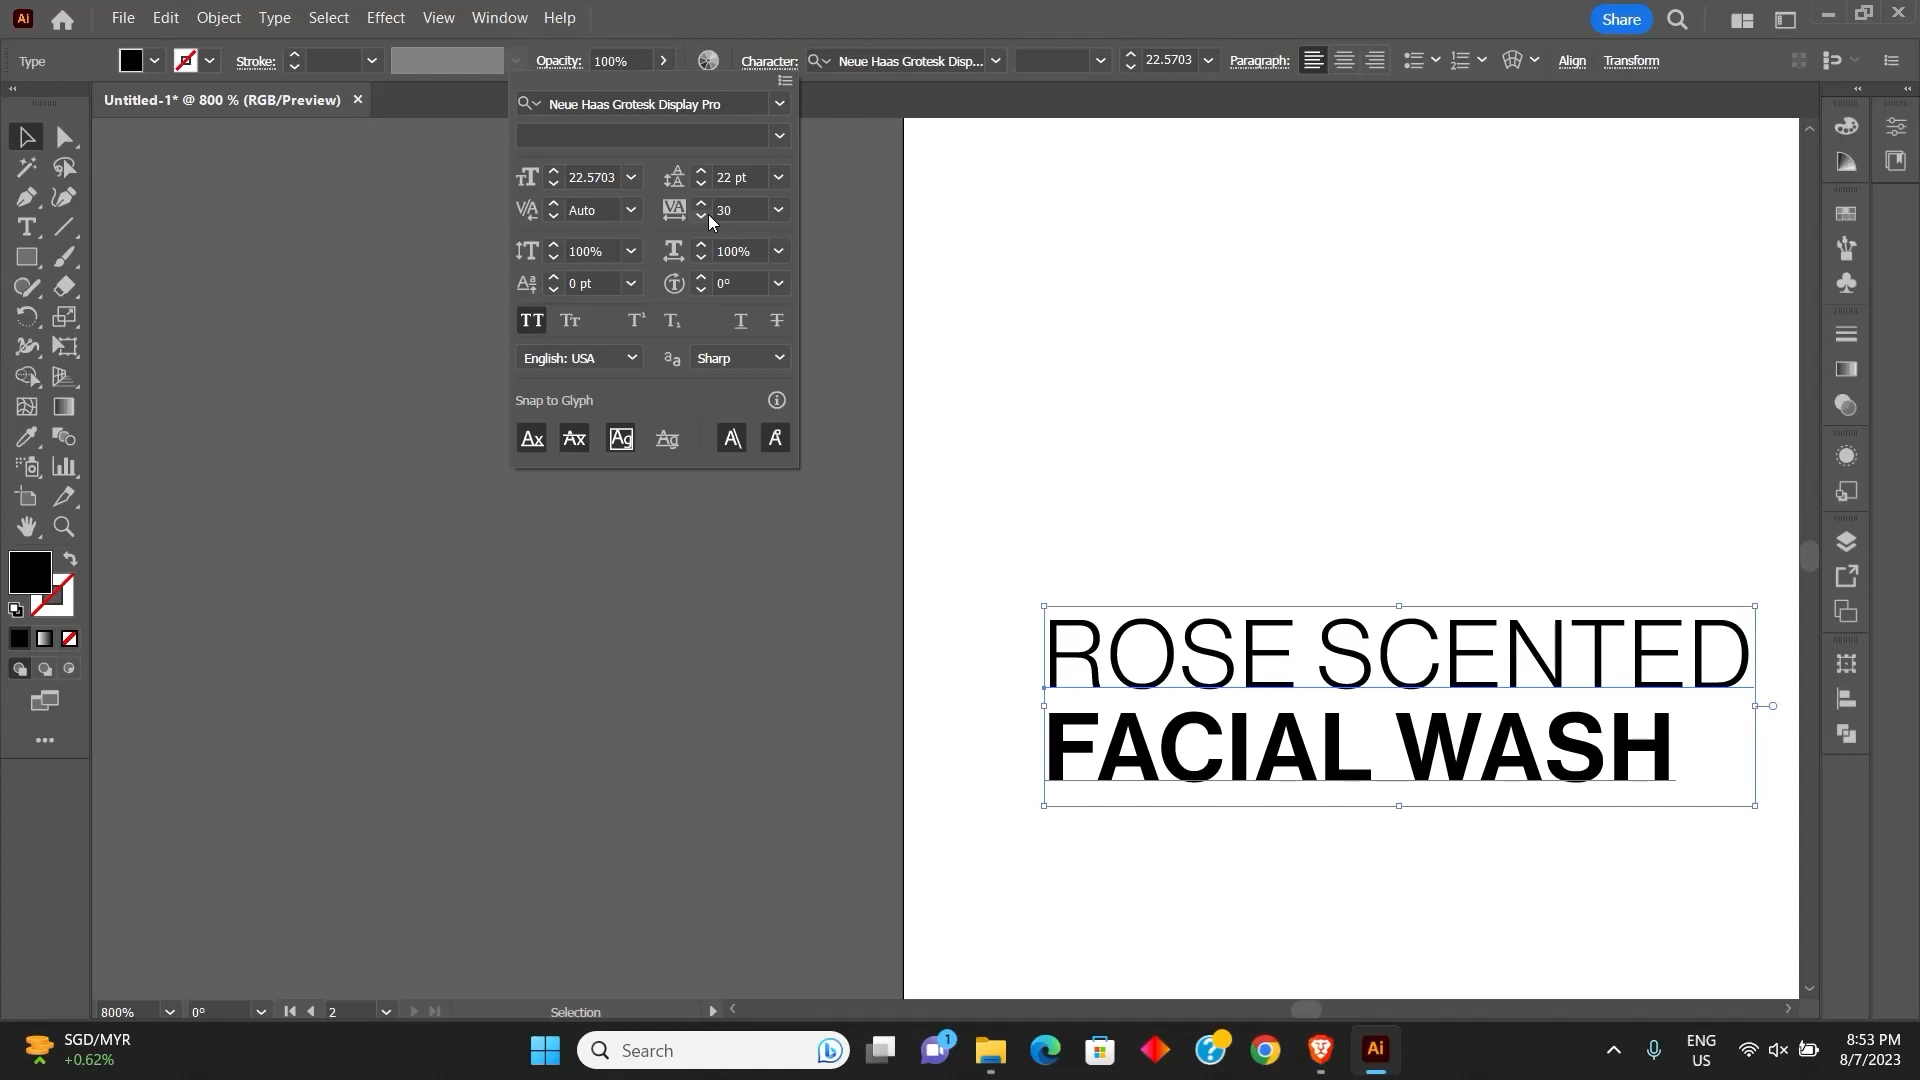 Ai File Edit Object Type Select Effect View Window Help Share
Type Stroke: Opacity: 100% Character: Neue Haas Grotesk Disp... 22.5703 Paragraph: Align Transform
Untitled-1* @ 800 % (RGB/Preview)
Neue Haas Grotesk Display Pro
22.5703 22 pt
Auto 30
100% 100%
0 pt 0°
English: USA Sharp
Snap to Glyph
ROSE SCENTED
FACIAL WASH
800% 0° 2 Selection
SGD/MYR
+0.62%
Search
1
Ai
ENG
US
8:53 PM
8/7/2023